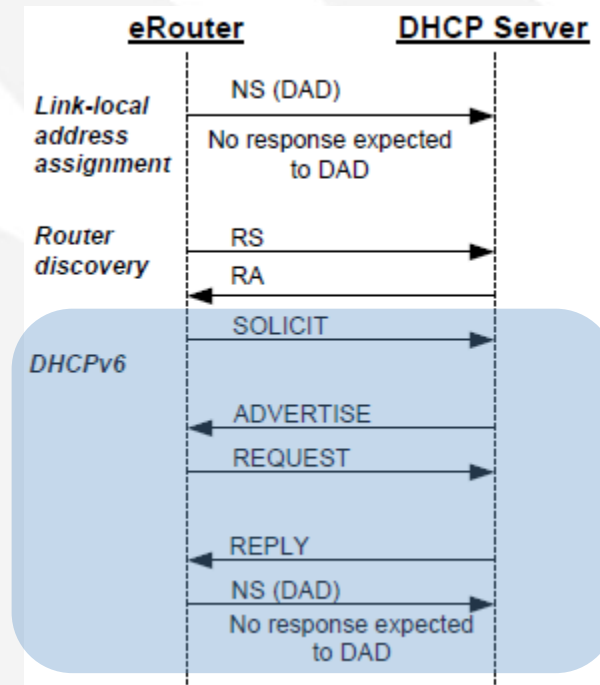 eRouter
DHCP Server
Link-local
address
assignment
NS (DAD)
No response expected
to DAD
Router
discovery
RS
RA
DHCPv6
SOLICIT
ADVERTISE
REQUEST
REPLY
NS (DAD)
No response expected
to DAD